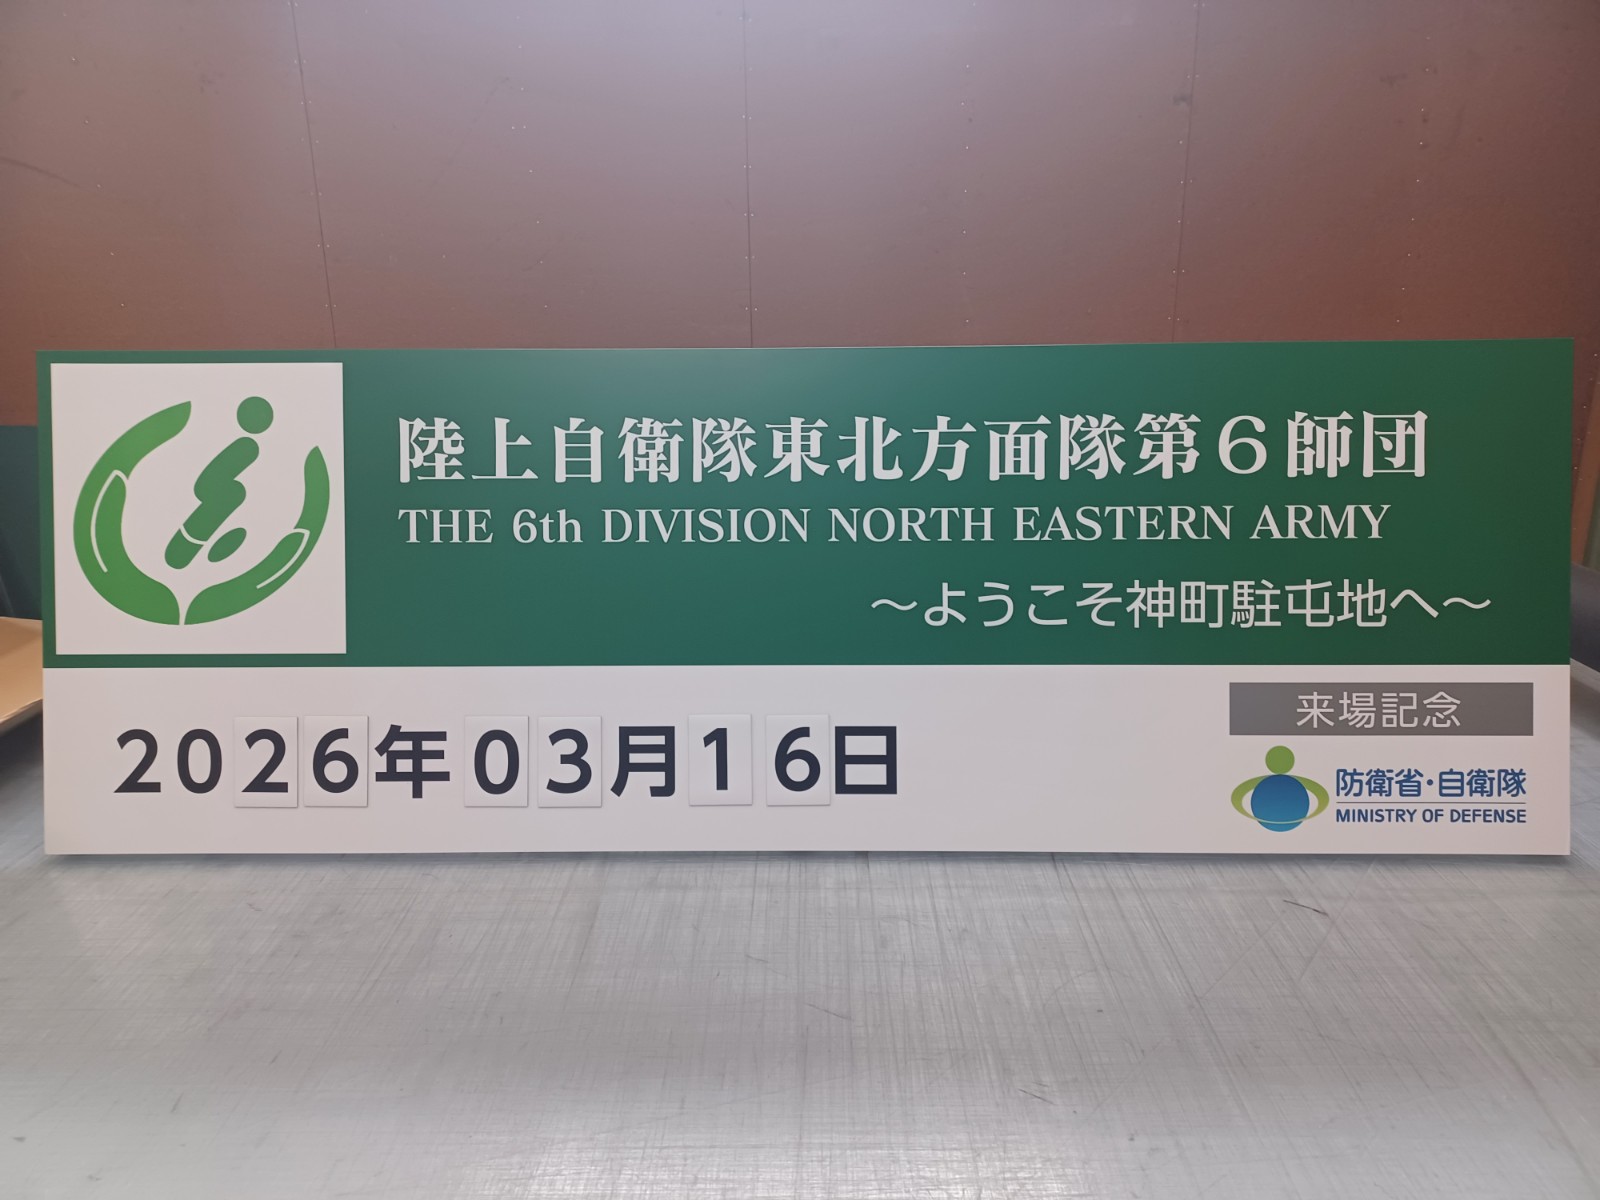 陸上自衛隊東北方面隊第６師団
THE 6th DIVISION NORTH EASTERN ARMY
～ようこそ神町駐屯地へ～
2026年03月16日
来場記念
防衛省・自衛隊
MINISTRY OF DEFENSE